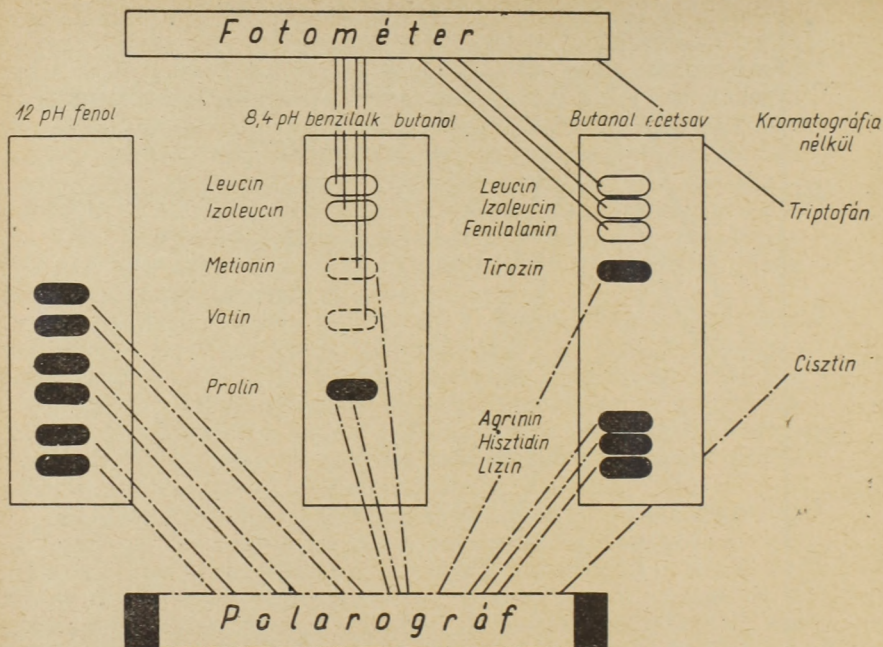 Fotométer
12 pH fenol
8,4 pH benzilalk butanol
Butanol ecetsav
Kromatográfia
nélkül
Leucin
Izoleucin
Metionin
Vatin
Prolin
Leucin
Izoleucin
Fenilalanin
Tirozin
Agrinin
Hisztidin
Lizin
Triptofán
Cisztin
Polarográf